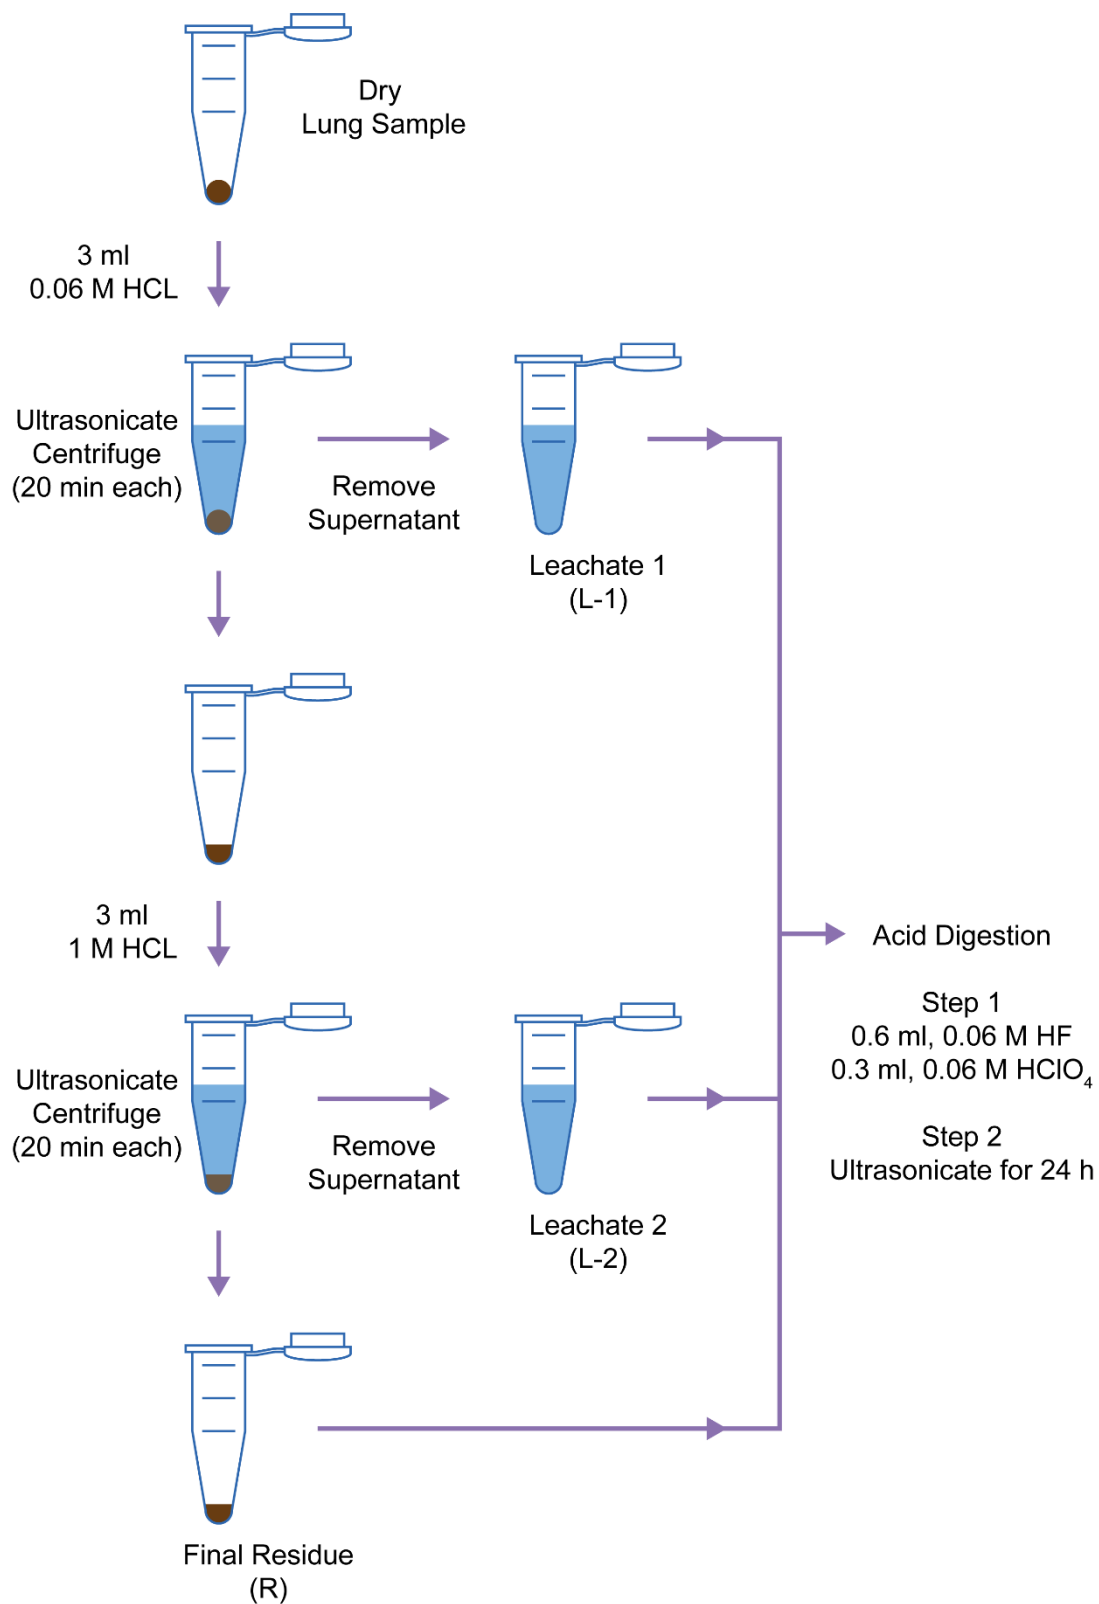 Dry
Lung Sample
3 ml
0.06 M HCL
Ultrasonicate
Centrifuge
(20 min each)
Remove
Supernatant
Leachate 1
(L-1)
3 ml
1 M HCL
Ultrasonicate
Centrifuge
(20 min each)
Remove
Supernatant
Leachate 2
(L-2)
Acid Digestion
Step 1
0.6 ml, 0.06 M HF
0.3 ml, 0.06 M HClO₄
Step 2
Ultrasonicate for 24 h
Final Residue
(R)